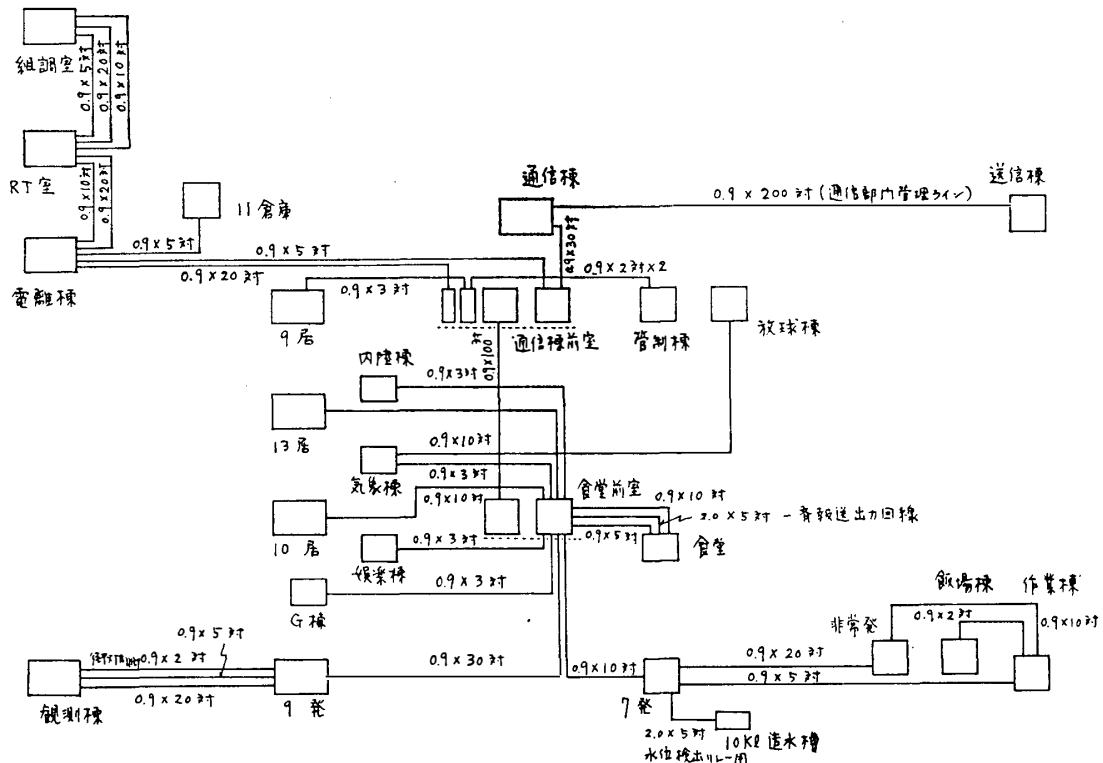 組調室
0.9×5対
0.9×20対
0.9×10対
RT室
0.9×10対
0.9×20対
11倉庫
0.9×5対
通信棟
0.9×200対(通信部門管理ライン)
送信棟
0.9×30対
0.9×5対
0.9×20対
電離棟
0.9×3対
0.9×2対×2
9居
通信棟前室
管制棟
放球棟
0.9×100対
内陸棟
0.9×3対
13居
0.9×10対
気象棟
0.9×3対
0.9×10対
食堂前室
0.9×10対
2.0×5対
0.9×5対
食堂
10居
0.9×3対
娯楽棟
0.9×3対
G棟
飯場棟
作業棟
非常発
0.9×2対
0.9×10対
0.9×5対
0.9×2対
0.9×20対
観測棟
9発
0.9×30対
0.9×10対
0.9×20対
0.9×5対
7発
2.0×5対
10Kl造水槽
水位検出リレー用